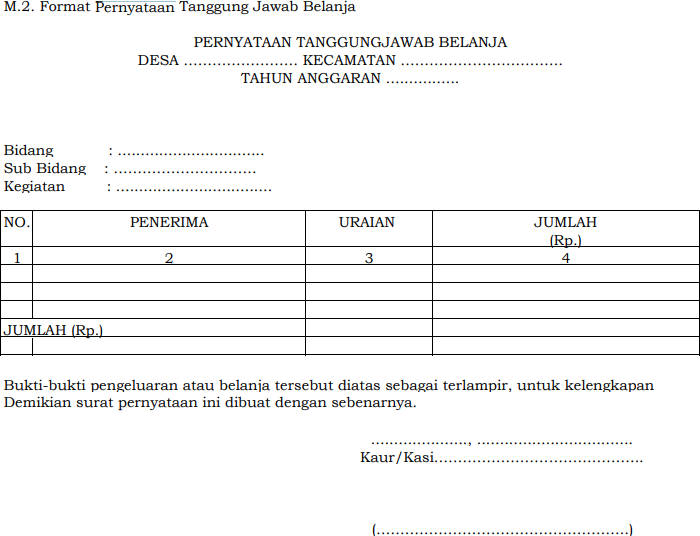 M.2. Format Pernyataan Tanggung Jawab Belanja
PERNYATAAN TANGGUNGJAWAB BELANJA
DESA …………………… KECAMATAN ……………………………
TAHUN ANGGARAN …………….
Bidang : …………………………..
Sub Bidang : …………………………
Kegiatan : ……………………………
NO. PENERIMA URAIAN JUMLAH
(Rp.)
1 2 3 4
JUMLAH (Rp.)
Bukti-bukti pengeluaran atau belanja tersebut diatas sebagai terlampir, untuk kelengkapan
Demikian surat pernyataan ini dibuat dengan sebenarnya.
…………………, …………………………….
Kaur/Kasi……………………………………..
(……………………………………………..)